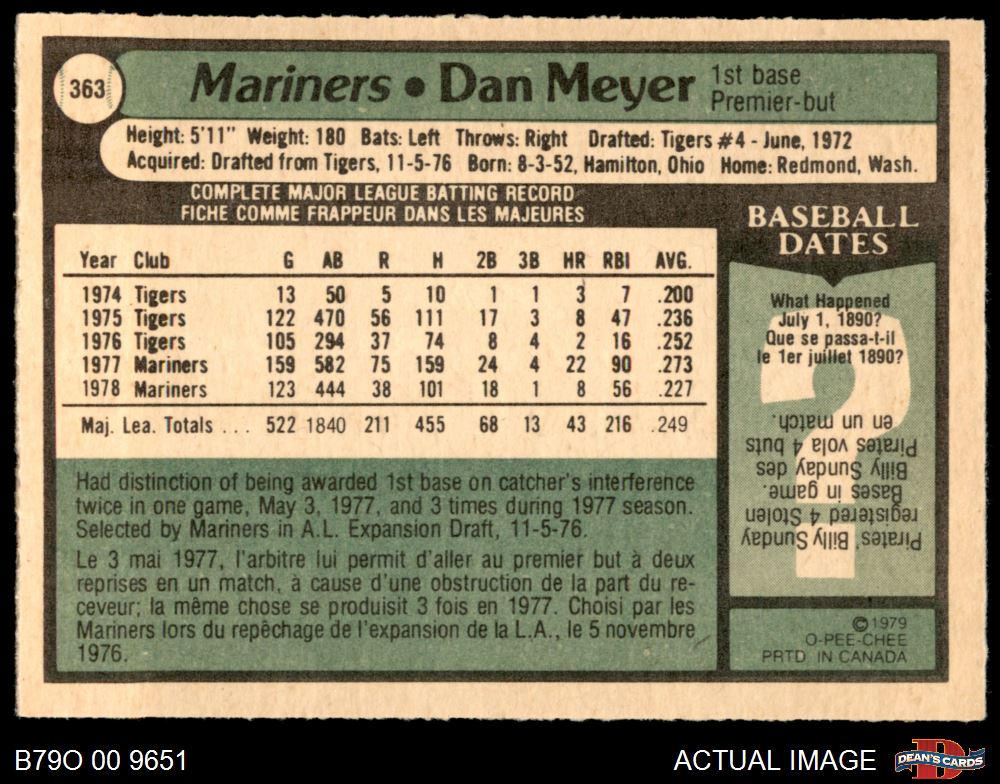 363
Mariners • Dan Meyer
1st base
Premier-but
Height: 5'11" Weight: 180 Bats: Left Throws: Right Drafted: Tigers #4 - June, 1972
Acquired: Drafted from Tigers, 11-5-76 Born: 8-3-52, Hamilton, Ohio Home: Redmond, Wash.
COMPLETE MAJOR LEAGUE BATTING RECORD
FICHE COMME FRAPPEUR DANS LES MAJEURES
Year Club G AB R H 2B 3B HR RBI AVG.
1974 Tigers 13 50 5 10 1 1 3 7 .200
1975 Tigers 122 470 56 111 17 3 8 47 .236
1976 Tigers 105 294 37 74 8 4 2 16 .252
1977 Mariners 159 582 75 159 24 4 22 90 .273
1978 Mariners 123 444 38 101 18 1 8 56 .227
Maj. Lea. Totals . . . 522 1840 211 455 68 13 43 216 .249
Had distinction of being awarded 1st base on catcher's interference
twice in one game, May 3, 1977, and 3 times during 1977 season.
Selected by Mariners in A.L. Expansion Draft, 11-5-76.
Le 3 mai 1977, l'arbitre lui permit d'aller au premier but à deux
reprises en un match, à cause d'une obstruction de la part du re-
ceveur; la même chose se produisit 3 fois en 1977. Choisi par les
Mariners lors du repêchage de l'expansion de la L.A., le 5 novembre
1976.
BASEBALL
DATES
What Happened
July 1, 1890?
Que se passa-t-il
le 1er juillet 1890?
Pirates' Billy Sunday
registered 4 Stolen
Bases in game.
Billy Sunday des
Pirates vola 4 buts
en un match.
©1979
O-PEE-CHEE
PRTD IN CANADA
B79O 00 9651
ACTUAL IMAGE
D
DEAN'S CARDS